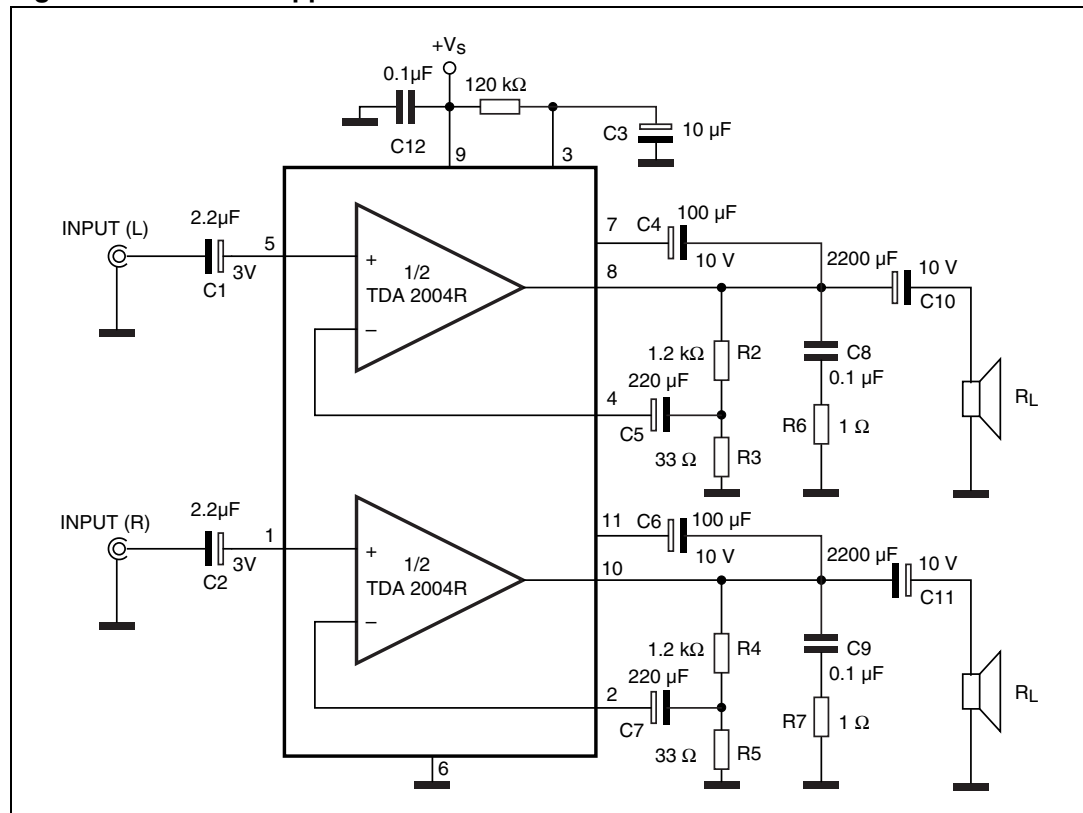 +VS
0.1µF
120 kΩ
C12
C3
10 µF
9
3
INPUT (L)
2.2µF
3V
C1
5
+
1/2
TDA 2004R
–
7
C4
100 µF
10 V
8
2200 µF
10 V
C10
1.2 kΩ
R2
C8
0.1 µF
220 µF
4
C5
R6
1 Ω
RL
33 Ω
R3
INPUT (R)
2.2µF
3V
C2
1
+
1/2
TDA 2004R
–
11
C6
100 µF
10 V
10
2200 µF
10 V
C11
1.2 kΩ
R4
C9
0.1 µF
220 µF
2
C7
R7
1 Ω
RL
33 Ω
R5
6